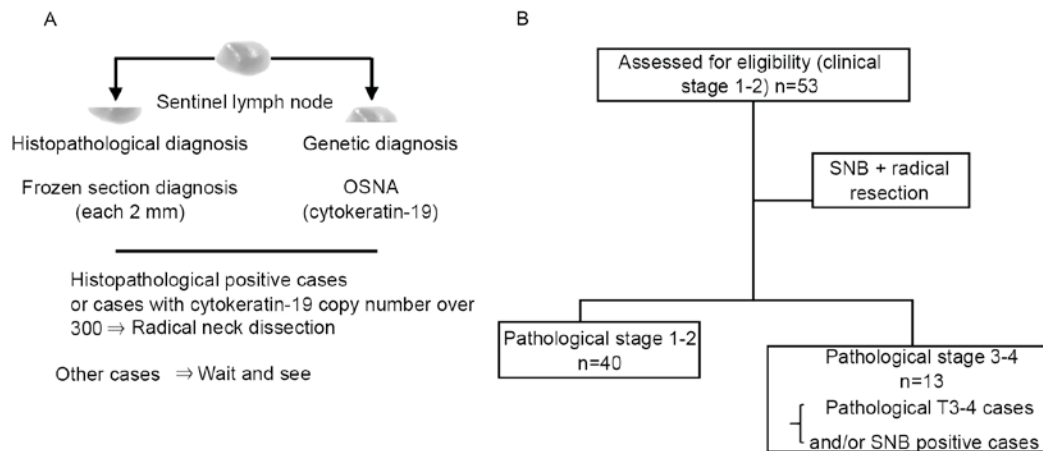 A
Sentinel lymph node
Histopathological diagnosis
Genetic diagnosis
Frozen section diagnosis
(each 2 mm)
OSNA
(cytokeratin-19)
Histopathological positive cases
or cases with cytokeratin-19 copy number over
300 ⇒ Radical neck dissection
Other cases ⇒ Wait and see
B
Assessed for eligibility (clinical
stage 1-2) n=53
SNB + radical
resection
Pathological stage 1-2
n=40
Pathological stage 3-4
n=13
Pathological T3-4 cases
and/or SNB positive cases